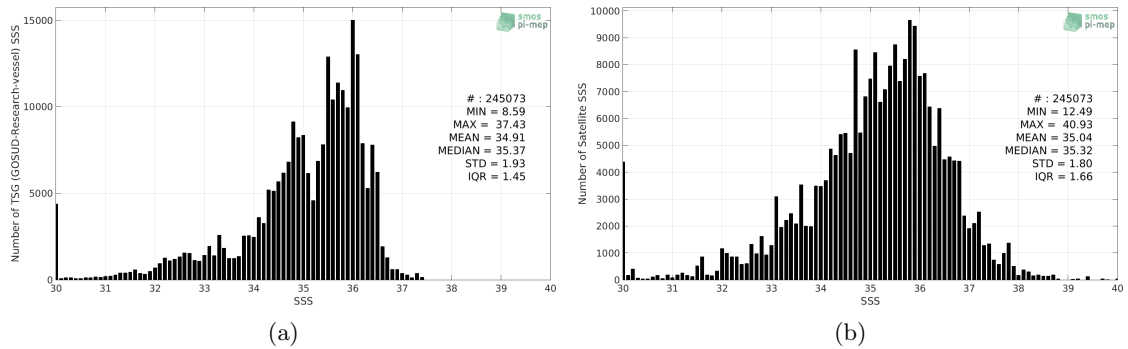 Number of TSG (GOSUD-Research-vessel) SSS
15000
10000
5000
0
30 31 32 33 34 35 36 37 38 39 40
SSS
smos
pi-mep
# : 245073
MIN = 8.59
MAX = 37.43
MEAN = 34.91
MEDIAN = 35.37
STD = 1.93
IQR = 1.45
(a)
Number of Satellite SSS
10000
9000
8000
7000
6000
5000
4000
3000
2000
1000
0
30 31 32 33 34 35 36 37 38 39 40
SSS
smos
pi-mep
# : 245073
MIN = 12.49
MAX = 40.93
MEAN = 35.04
MEDIAN = 35.32
STD = 1.80
IQR = 1.66
(b)